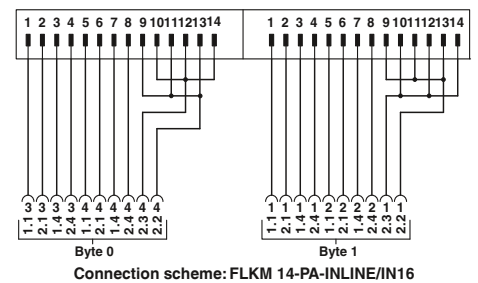 1 2 3 4 5 6 7 8 9 10 11 12 13 14
1 2 3 4 5 6 7 8 9 10 11 12 13 14
3 3 3 3 4 4 4 4 4 4
1.1 2.1 1.4 2.4 1.1 2.1 1.4 2.4 2.3 2.2
1 1 1 1 2 2 2 2 1 1
1.1 2.1 1.4 2.4 1.1 2.1 1.4 2.4 2.3 2.2
Byte 0
Byte 1
Connection scheme: FLKM 14-PA-INLINE/IN16